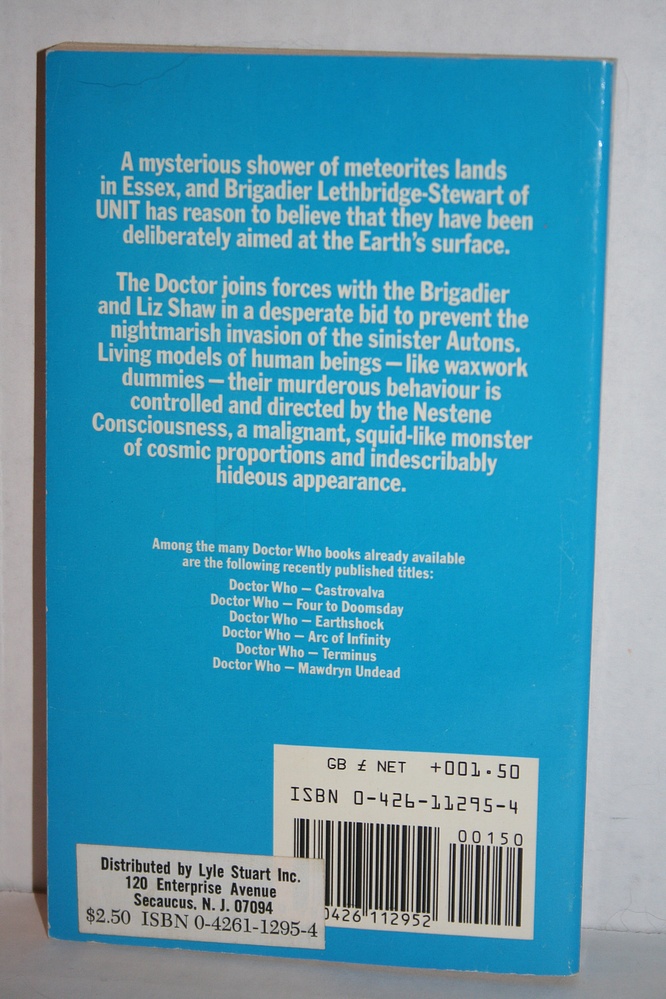 A mysterious shower of meteorites lands
in Essex, and Brigadier Lethbridge-Stewart of
UNIT has reason to believe that they have been
deliberately aimed at the Earth's surface.
The Doctor joins forces with the Brigadier
and Liz Shaw in a desperate bid to prevent the
nightmarish invasion of the sinister Autons.
Living models of human beings — like waxwork
dummies — their murderous behaviour is
controlled and directed by the Nestene
Consciousness, a malignant, squid-like monster
of cosmic proportions and indescribably
hideous appearance.
Among the many Doctor Who books already available
are the following recently published titles:
Doctor Who — Castrovalva
Doctor Who — Four to Doomsday
Doctor Who — Earthshock
Doctor Who — Arc of Infinity
Doctor Who — Terminus
Doctor Who — Mawdryn Undead
GB £ NET +001.50
ISBN 0-426-11295-4
00150
0426 112952
Distributed by Lyle Stuart Inc.
120 Enterprise Avenue
Secaucus, N. J. 07094
$2.50 ISBN 0-4261-1295-4